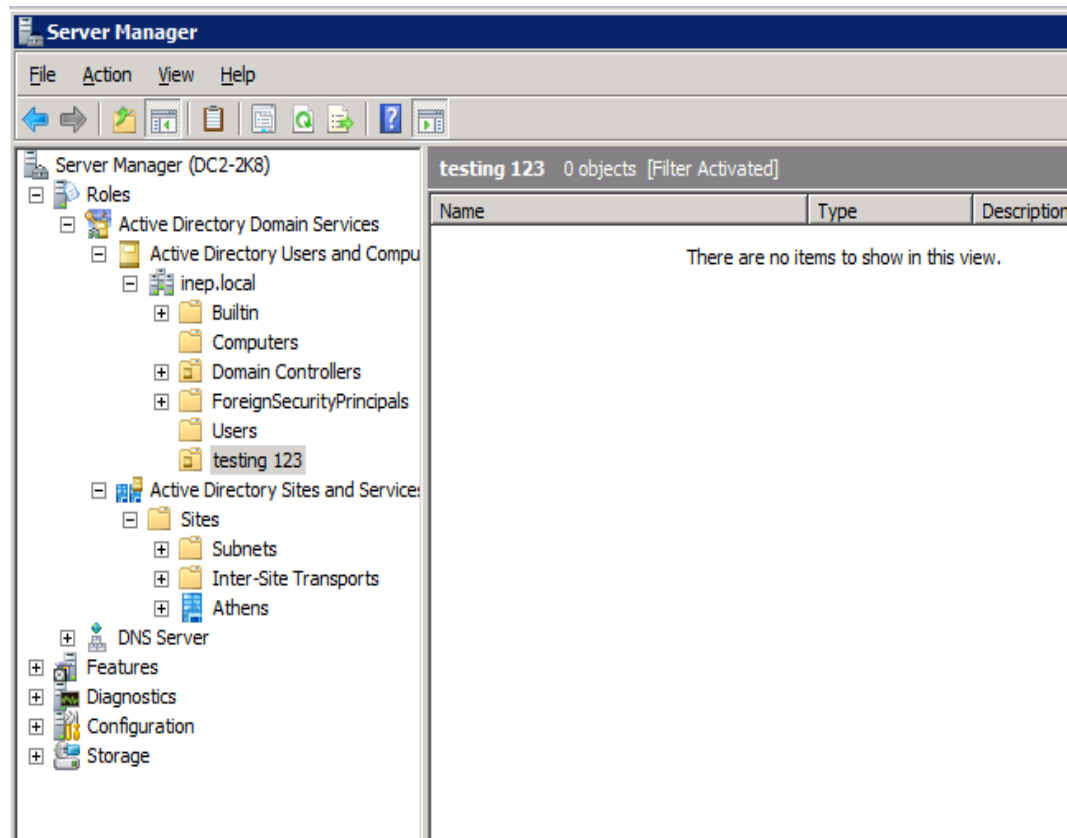 Server Manager
File Action View Help
Server Manager (DC2-2K8)
Roles
Active Directory Domain Services
Active Directory Users and Compu
inep.local
Builtin
Computers
Domain Controllers
ForeignSecurityPrincipals
Users
testing 123
Active Directory Sites and Services
Sites
Subnets
Inter-Site Transports
Athens
DNS Server
Features
Diagnostics
Configuration
Storage
testing 123 0 objects [Filter Activated]
Name Type Description
There are no items to show in this view.